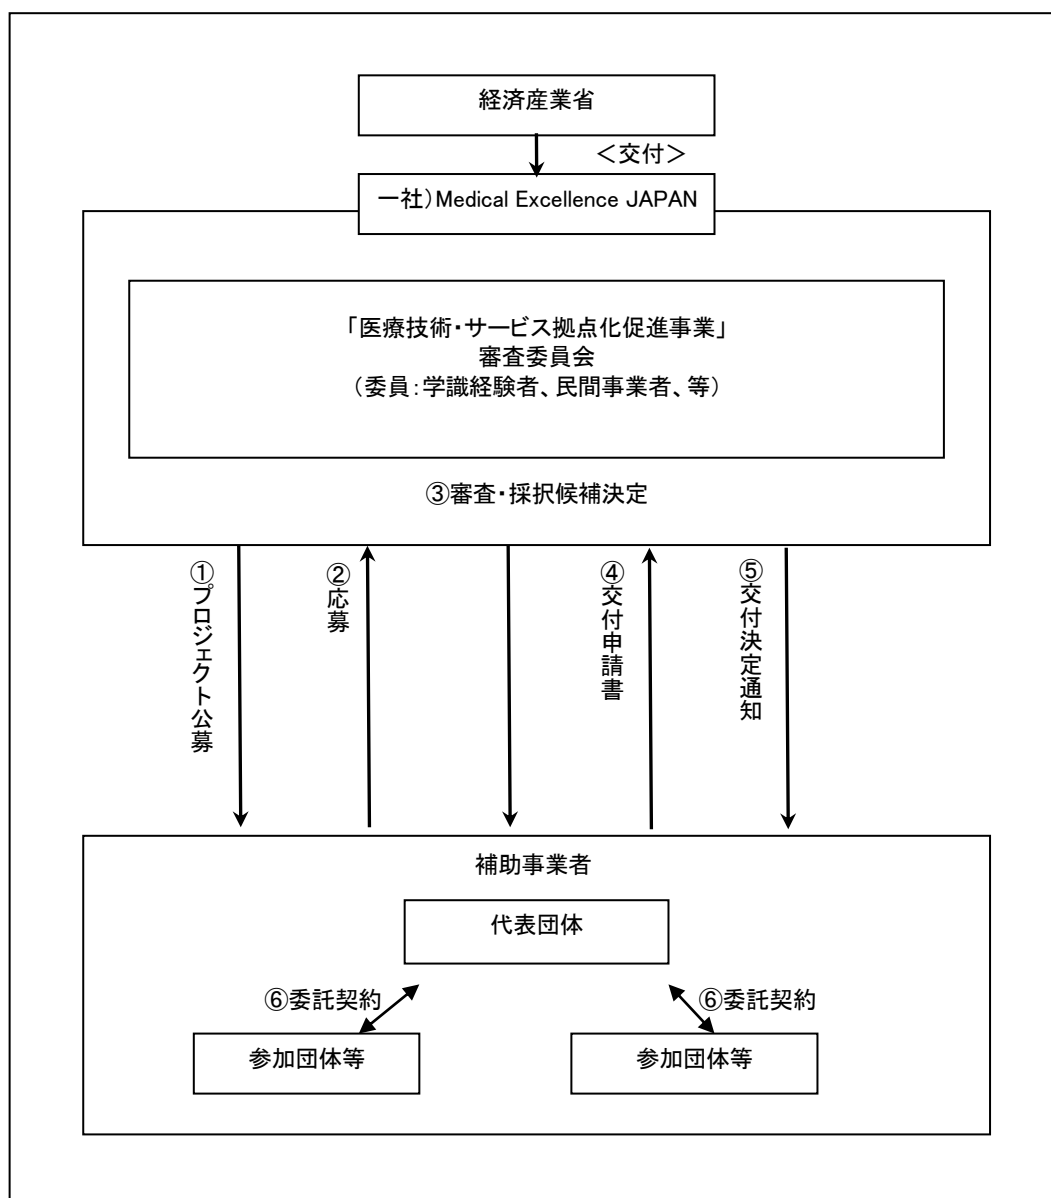 経済産業省
＜交付＞
一社）Medical Excellence JAPAN
「医療技術・サービス拠点化促進事業」
審査委員会
（委員：学識経験者、民間事業者、等）
③審査・採択候補決定
①プロジェクト公募
②応募
④交付申請書
⑤交付決定通知
補助事業者
代表団体
⑥委託契約
⑥委託契約
参加団体等
参加団体等